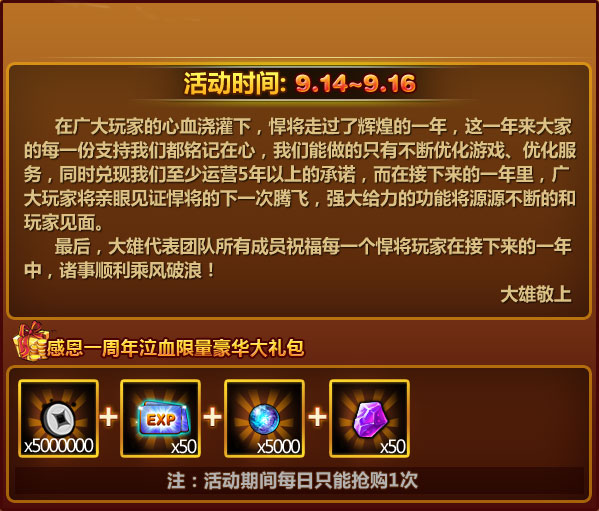 活动时间: 9.14~9.16
在广大玩家的心血浇灌下，悍将走过了辉煌的一年，这一年来大家
的每一份支持我们都铭记在心，我们能做的只有不断优化游戏、优化服
务，同时兑现我们至少运营5年以上的承诺，而在接下来的一年里，广
大玩家将亲眼见证悍将的下一次腾飞，强大给力的功能将源源不断的和
玩家见面。
最后，大雄代表团队所有成员祝福每一个悍将玩家在接下来的一年
中，诸事顺利乘风破浪！
大雄敬上
感恩一周年泣血限量豪华大礼包
x5000000 + EXP x50 + x5000 + x50
注：活动期间每日只能抢购1次